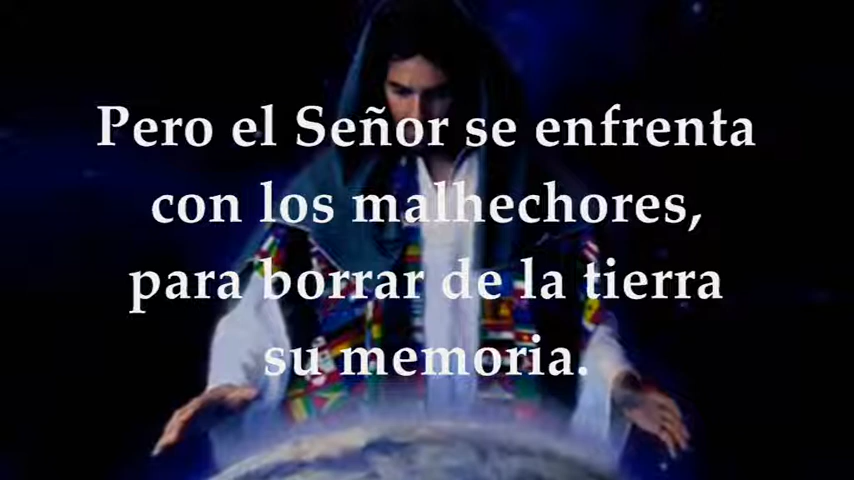 Pero el Señor se enfrenta
con los malhechores,
para borrar de la tierra
su memoria.